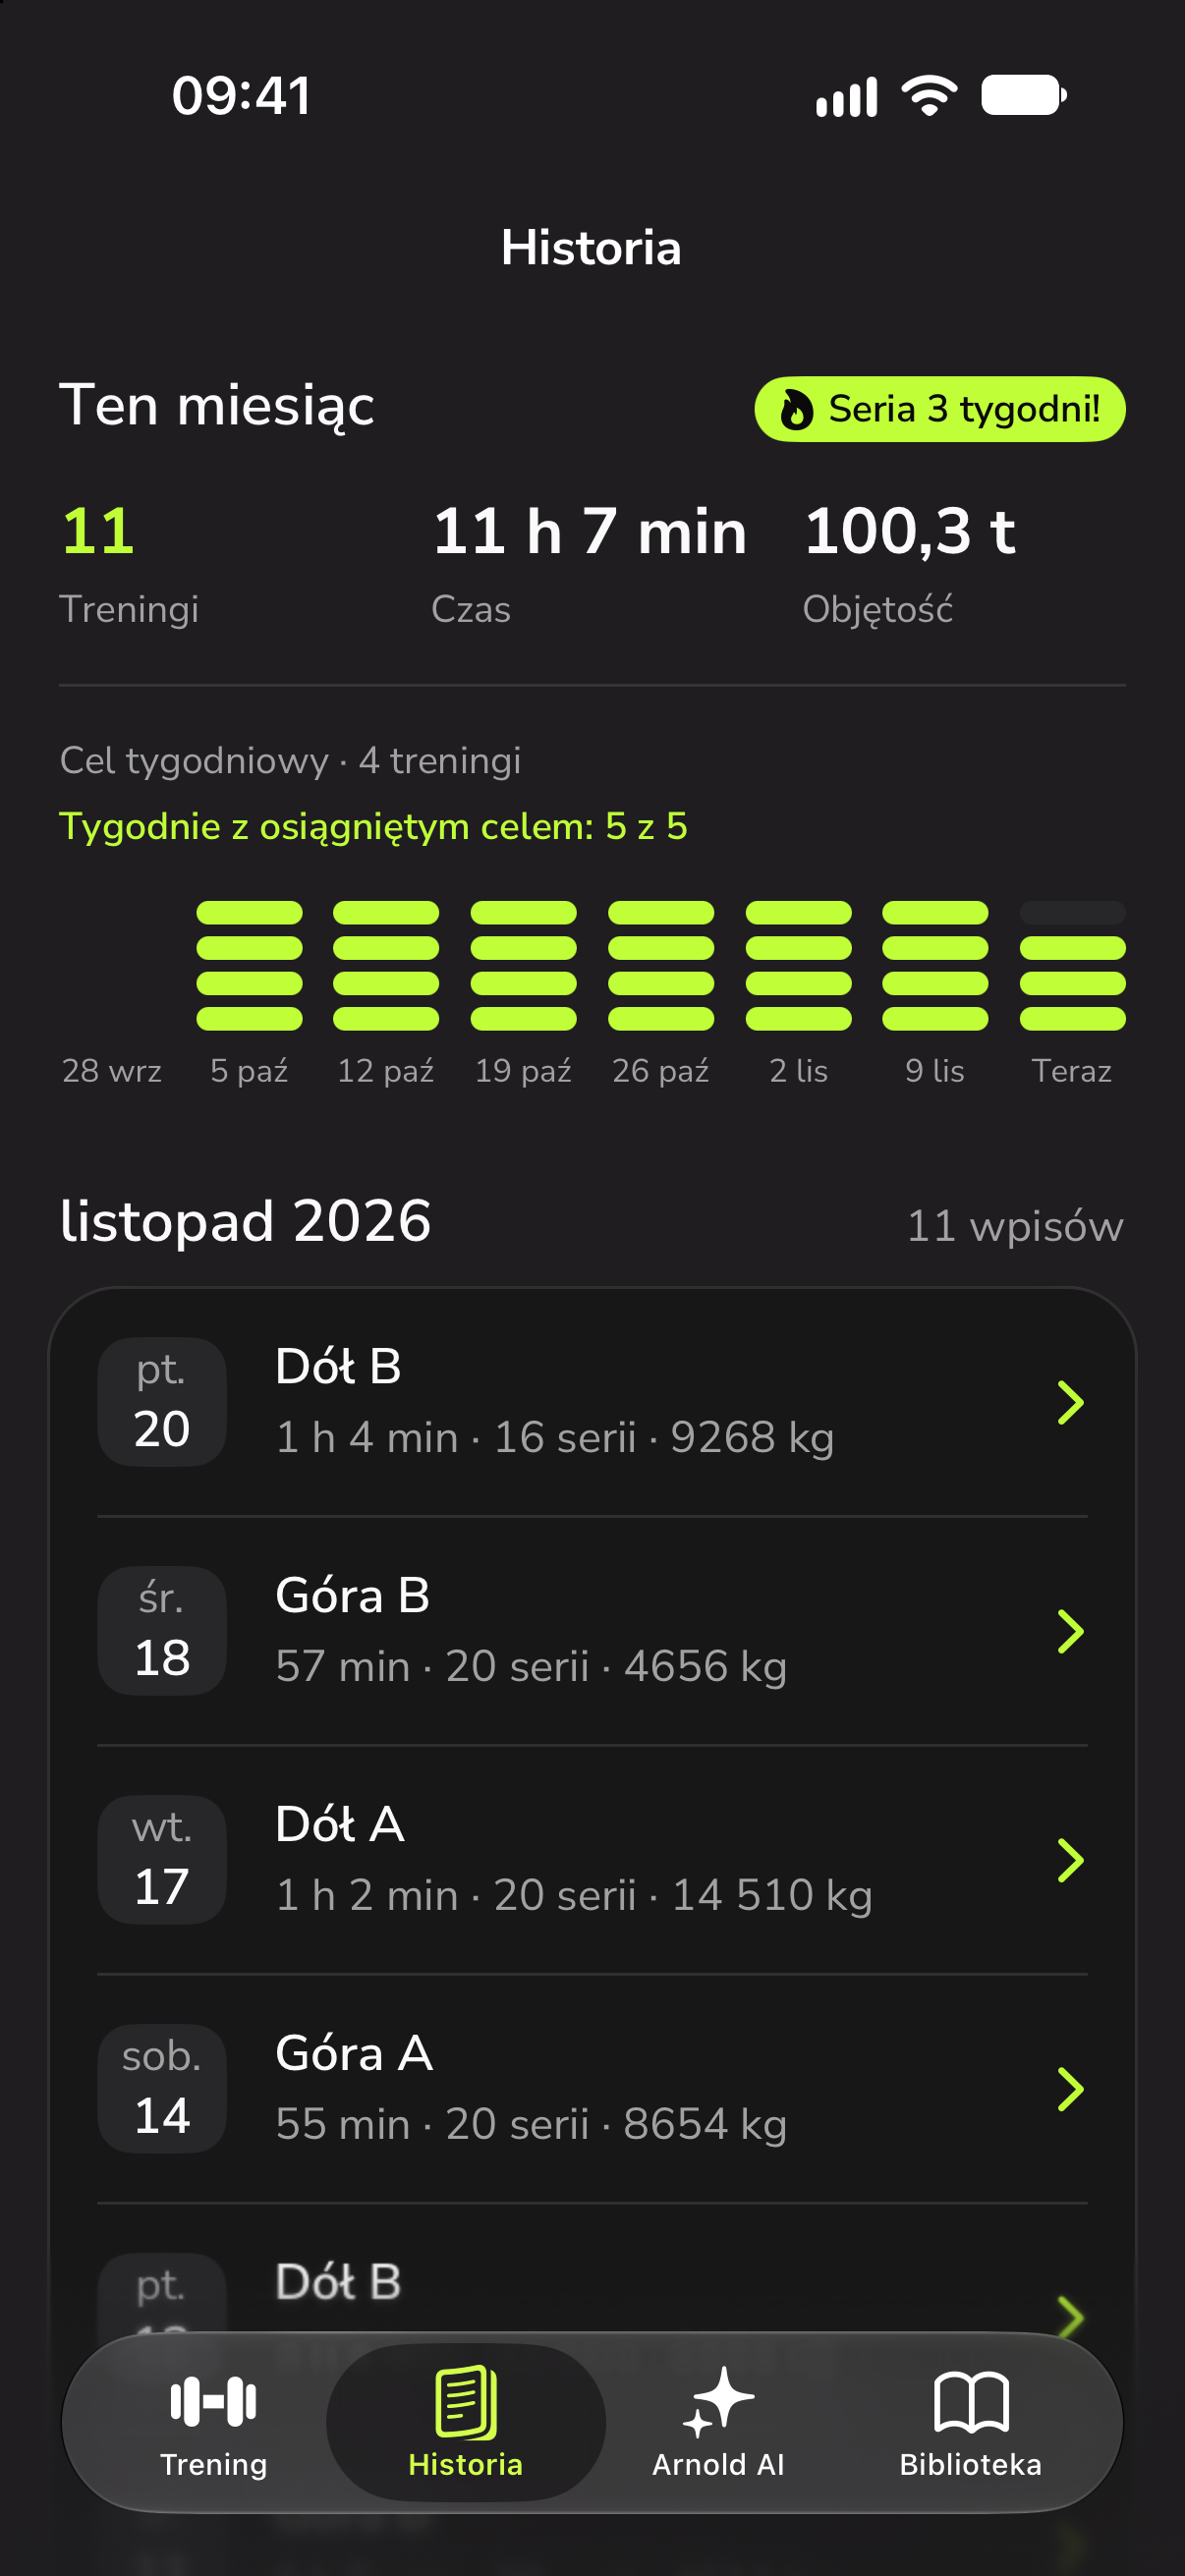 09:41
Historia
Ten miesiąc
Seria 3 tygodni!
11
11 h 7 min
100,3 t
Treningi
Czas
Objętość
Cel tygodniowy · 4 treningi
Tygodnie z osiągniętym celem: 5 z 5
28 wrz
5 paź
12 paź
19 paź
26 paź
2 lis
9 lis
Teraz
listopad 2026
11 wpisów
pt.
20
Dół B
1 h 4 min · 16 serii · 9268 kg
śr.
18
Góra B
57 min · 20 serii · 4656 kg
wt.
17
Dół A
1 h 2 min · 20 serii · 14 510 kg
sob.
14
Góra A
55 min · 20 serii · 8654 kg
pt.
Dół B
Trening
Historia
Arnold AI
Biblioteka